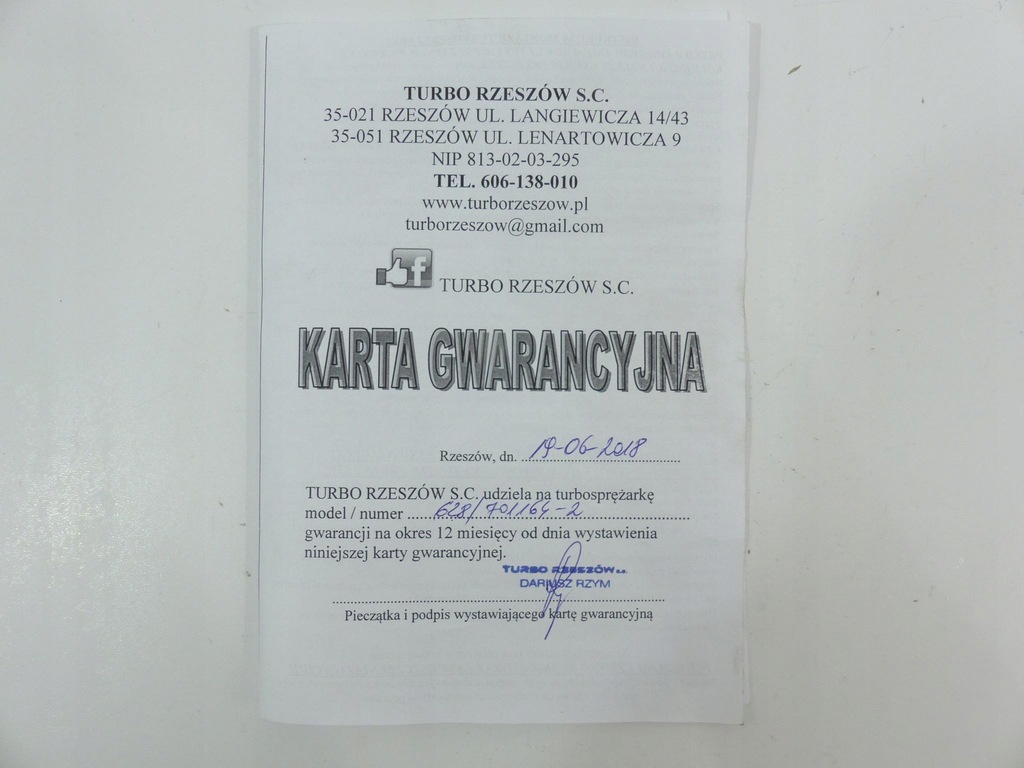 TURBO RZESZÓW S.C.
35-021 RZESZÓW UL. LANGIEWICZA 14/43
35-051 RZESZÓW UL. LENARTOWICZA 9
NIP 813-02-03-295
TEL. 606-138-010
www.turborzeszow.pl
turborzeszow@gmail.com
f TURBO RZESZÓW S.C.
KARTA GWARANCYJNA
Rzeszów, dn. 19-06-2018
TURBO RZESZÓW S.C. udziela na turbosprężarkę
model / numer 628/701164-2
gwarancji na okres 12 miesięcy od dnia wystawienia
niniejszej karty gwarancyjnej.
TURBO RZESZÓW s.c.
DARIUSZ RZYM
Pieczątka i podpis wystawiającego kartę gwarancyjną